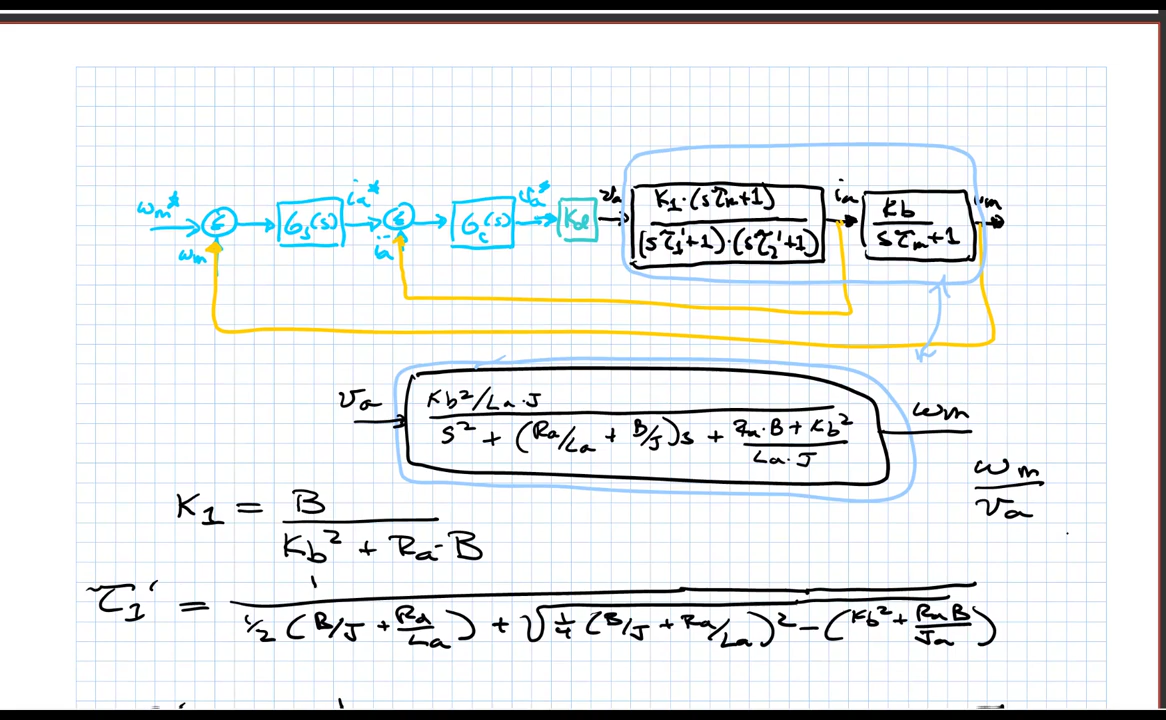 ωm* Σ Gs(s) ia* Σ Gc(s) va* va K1·(sτm+1) / (sτ1'+1)·(sτ2'+1) ia Kb / sτm+1 ωm
ωm ia
va Kb²/La·J / s² + (Ra/La + B/J)s + Ra·B + Kb² / La·J ωm
ωm / va
K1 = B / Kb² + Ra·B
τ1' = 1 / 1/2 (B/J + Ra/La) + √1/4 (B/J + Ra/La)² − (Kb² + Ra B / Ja)